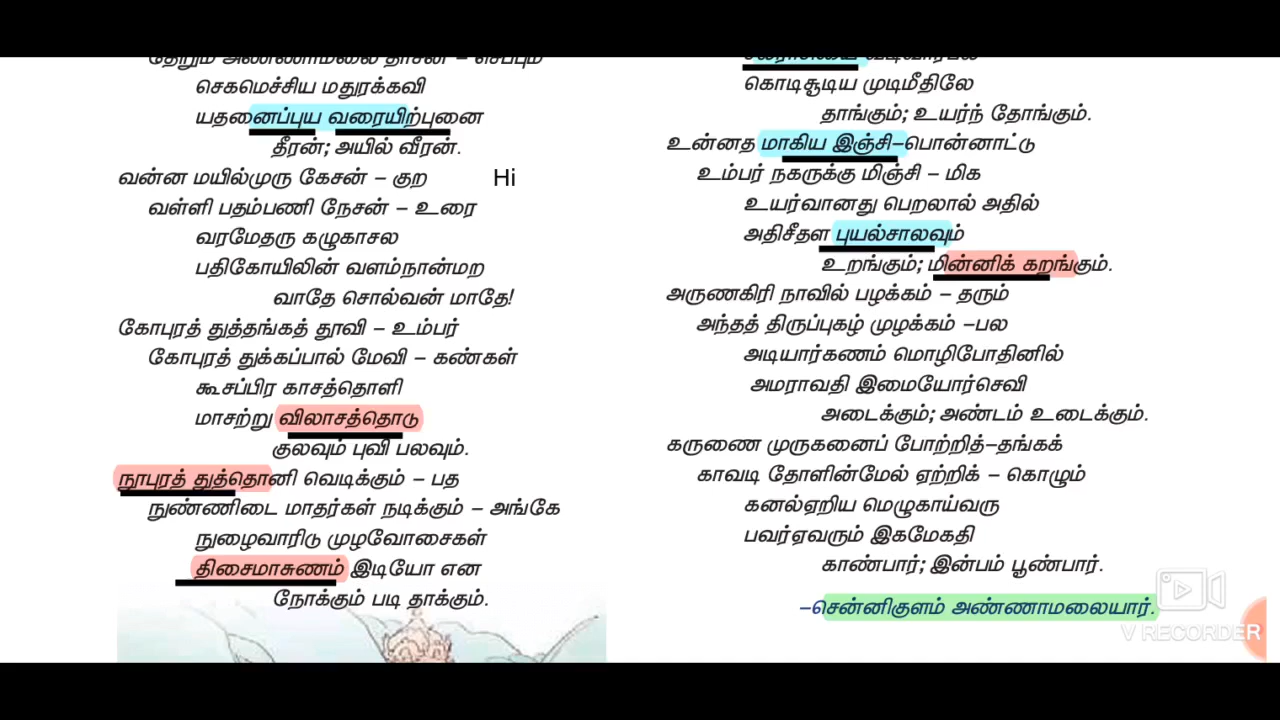 தேறும் அண்ணாமலை தாசன் – செப்பும்
செகமெச்சிய மதுரக்கவி
யதனைப்புய வரையிற்புனை
தீரன்; அயில் வீரன்.
வன்ன மயில்முரு கேசன் – குற
Hi
வள்ளி பதம்பணி நேசன் – உரை
வரமேதரு கழுகாசல
பதிகோயிலின் வளம்நான்மற
வாதே சொல்வன் மாதே!
கோபுரத் துத்தங்கத் தூவி – உம்பர்
கோபுரத் துக்கப்பால் மேவி – கண்கள்
கூசப்பிர காசத்தொளி
மாசற்று விலாசத்தொடு
குலவும் புவி பலவும்.
நூபுரத் துத்தொனி வெடிக்கும் – பத
நுண்ணிடை மாதர்கள் நடிக்கும் – அங்கே
நுழைவாரிடு முழவோசைகள்
திசைமாசுணம் இடியோ என
நோக்கும் படி தாக்கும்.
கொடிசூடிய முடிமீதிலே
தாங்கும்; உயர்ந் தோங்கும்.
உன்னத மாகிய இஞ்சி–பொன்னாட்டு
உம்பர் நகருக்கு மிஞ்சி – மிக
உயர்வானது பெறலால் அதில்
அதிசீதள புயல்சாலவும்
உறங்கும்; மின்னிக் கறங்கும்.
அருணகிரி நாவில் பழக்கம் – தரும்
அந்தத் திருப்புகழ் முழக்கம் –பல
அடியார்கணம் மொழிபோதினில்
அமராவதி இமையோர்செவி
அடைக்கும்; அண்டம் உடைக்கும்.
கருணை முருகனைப் போற்றித்–தங்கக்
காவடி தோளின்மேல் ஏற்றிக் – கொழும்
கனல்ஏறிய மெழுகாய்வரு
பவர்ஏவரும் இகமேகதி
காண்பார்; இன்பம் பூண்பார்.
–சென்னிகுளம் அண்ணாமலையார்.
V RECORDER